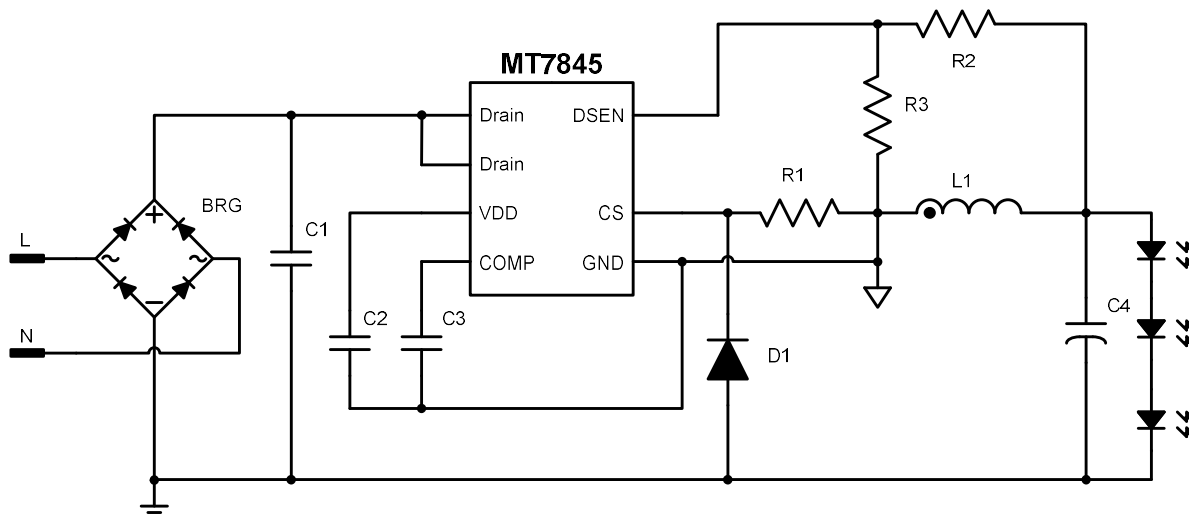 MT7845
R2
Drain
DSEN
R3
Drain
R1
L1
BRG
VDD
CS
L
C1
COMP
GND
C2
C3
C4
N
D1